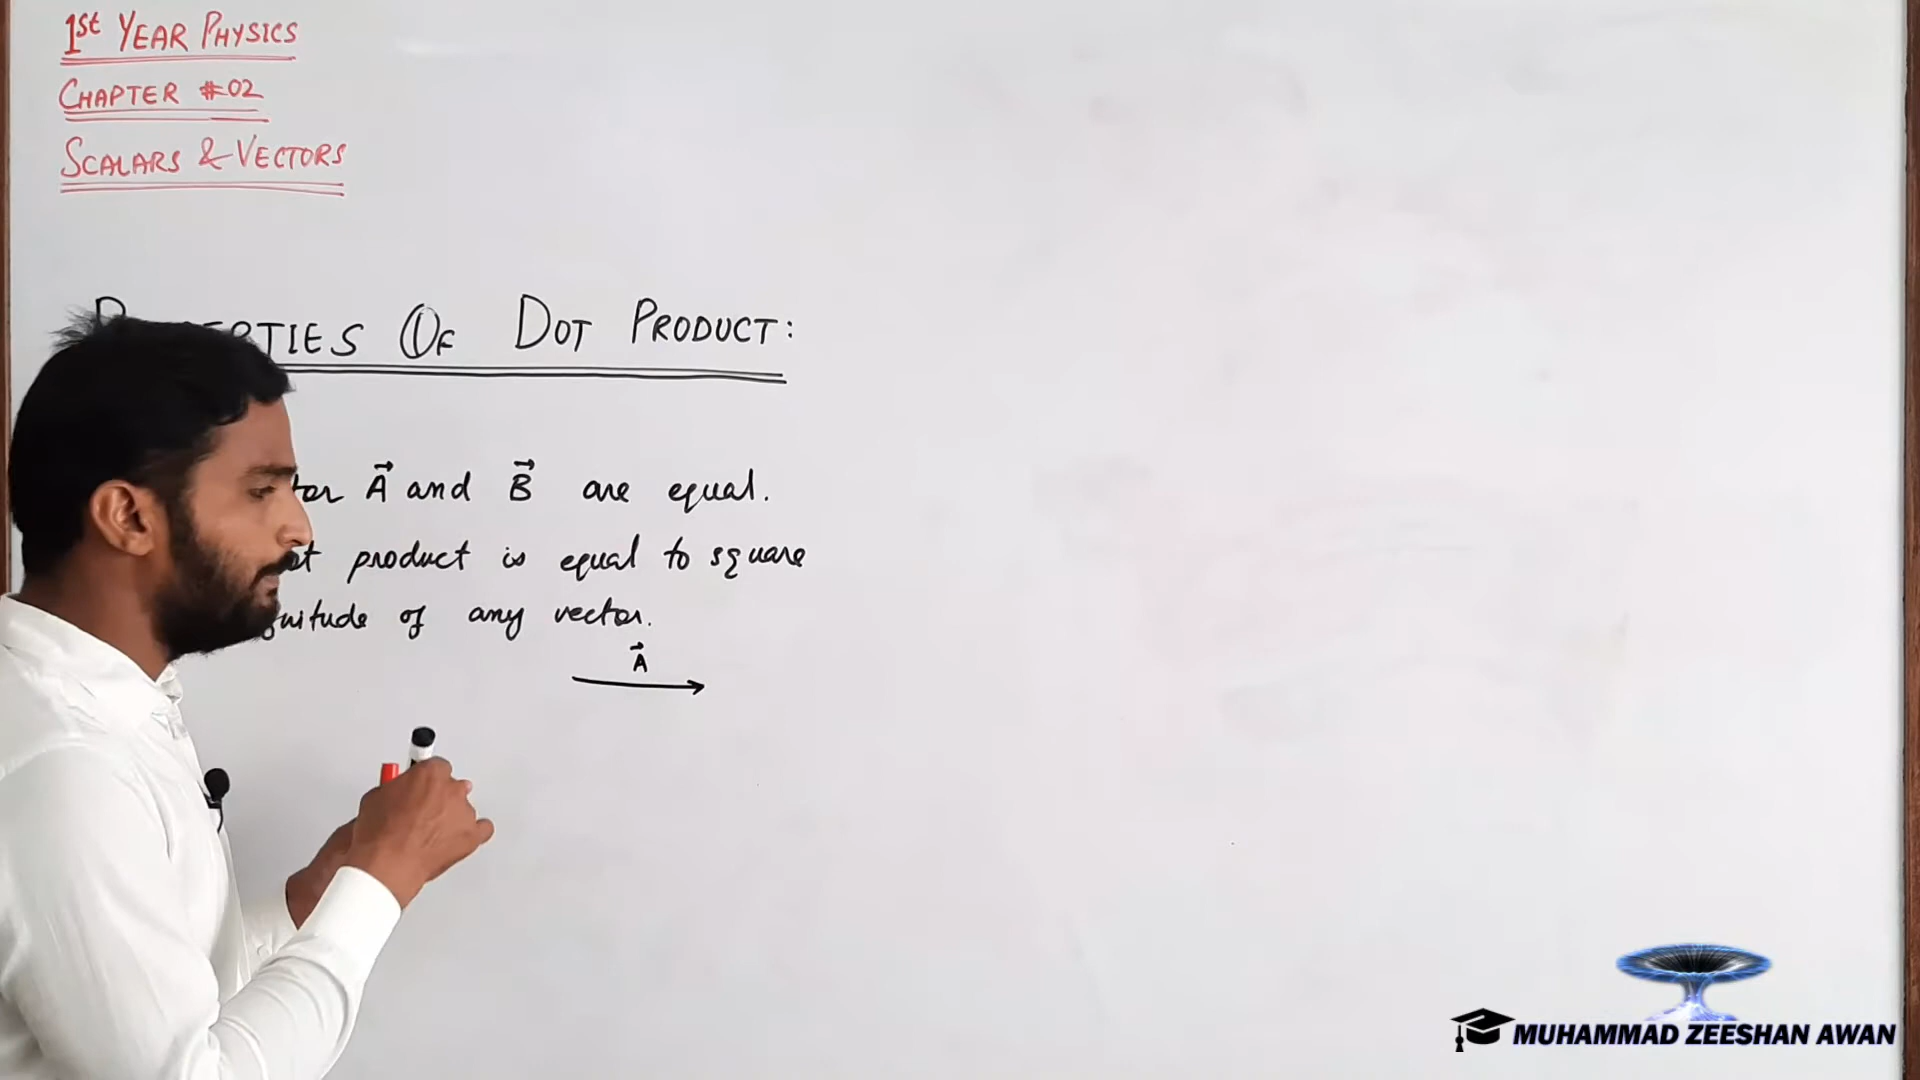 1st YEAR PHYSICS
CHAPTER #02
SCALARS & VECTORS
OF DOT PRODUCT:
A⃗ and B⃗ are equal.
product is equal to square
of any vector.
A⃗
MUHAMMAD ZEESHAN AWAN